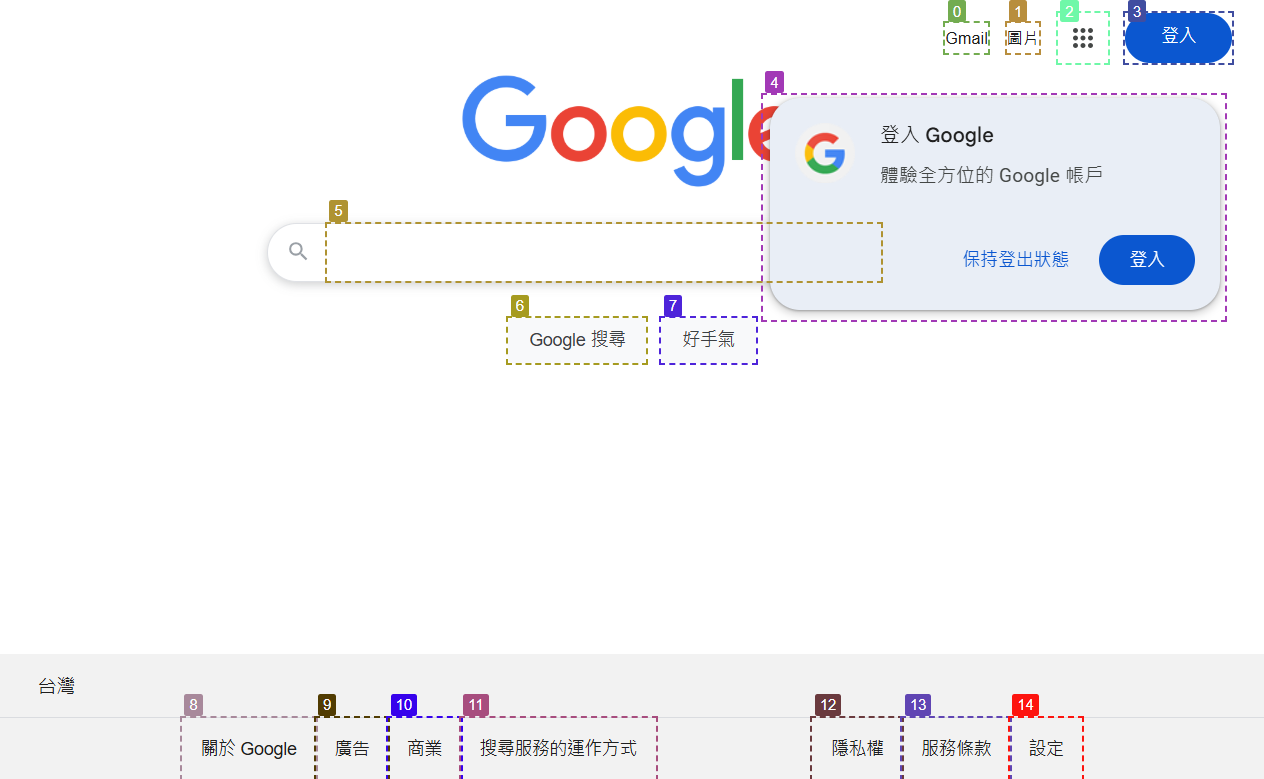 0 1 2 3
Gmail 圖片 登入
4
Google
登入 Google
體驗全方位的 Google 帳戶
5
保持登出狀態 登入
6 7
Google 搜尋 好手氣
台灣
8 9 10 11 12 13 14
關於 Google 廣告 商業 搜尋服務的運作方式 隱私權 服務條款 設定